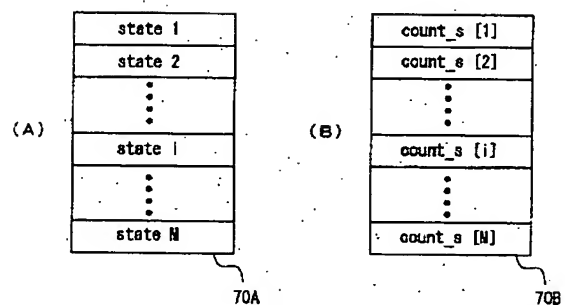 (A)
state 1
state 2
state i
state N
70A
(B)
count_s [1]
count_s [2]
count_s [i]
count_s [N]
70B